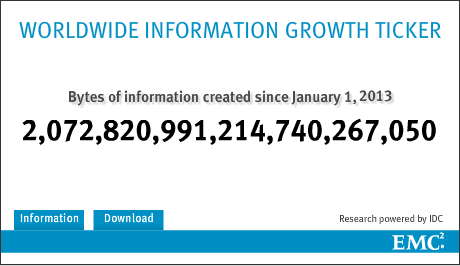 WORLDWIDE INFORMATION GROWTH TICKER
Bytes of information created since January 1, 2013
2,072,820,991,214,740,267,050
Information Download Research powered by IDC
EMC²